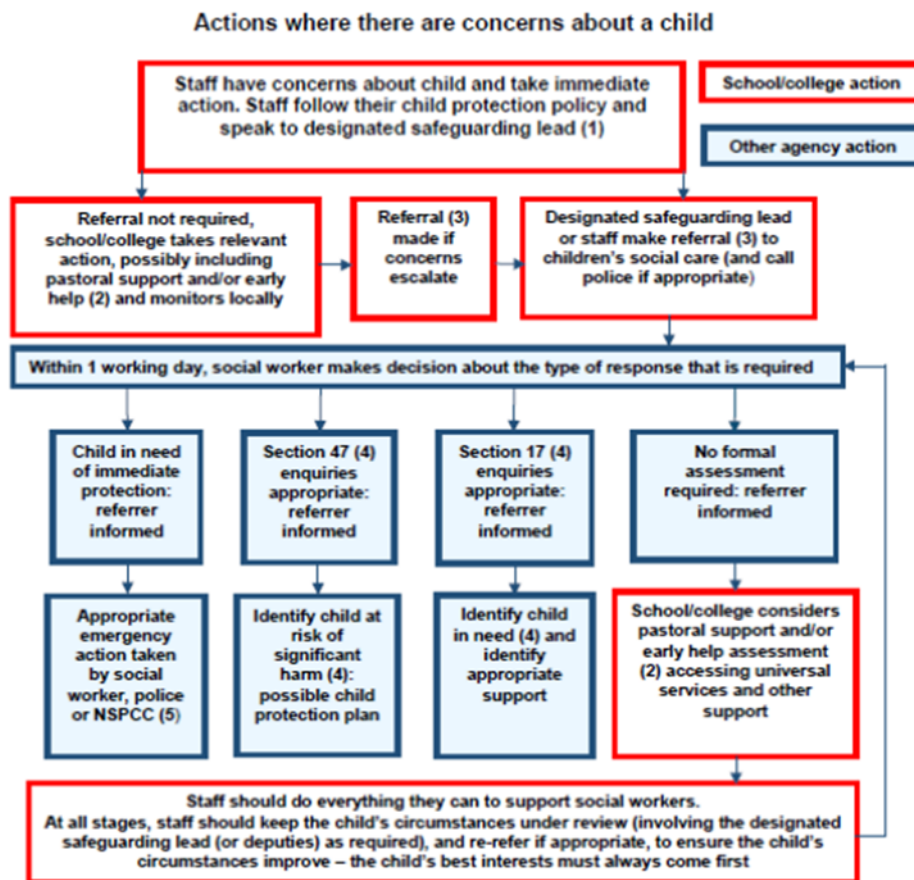 Actions where there are concerns about a child
Staff have concerns about child and take immediate
action. Staff follow their child protection policy and
speak to designated safeguarding lead (1)
School/college action
Other agency action
Referral not required,
school/college takes relevant
action, possibly including
pastoral support and/or early
help (2) and monitors locally
Referral (3)
made if
concerns
escalate
Designated safeguarding lead
or staff make referral (3) to
children's social care (and call
police if appropriate)
Within 1 working day, social worker makes decision about the type of response that is required
Child in need
of immediate
protection:
referrer
informed
Section 47 (4)
enquiries
appropriate:
referrer
informed
Section 17 (4)
enquiries
appropriate:
referrer
informed
No formal
assessment
required: referrer
informed
Appropriate
emergency
action taken
by social
worker, police
or NSPCC (5)
Identify child at
risk of
significant
harm (4):
possible child
protection plan
Identify child
in need (4) and
identify
appropriate
support
School/college considers
pastoral support and/or
early help assessment
(2) accessing universal
services and other
support
Staff should do everything they can to support social workers.
At all stages, staff should keep the child's circumstances under review (involving the designated
safeguarding lead (or deputies) as required), and re-refer if appropriate, to ensure the child's
circumstances improve – the child's best interests must always come first